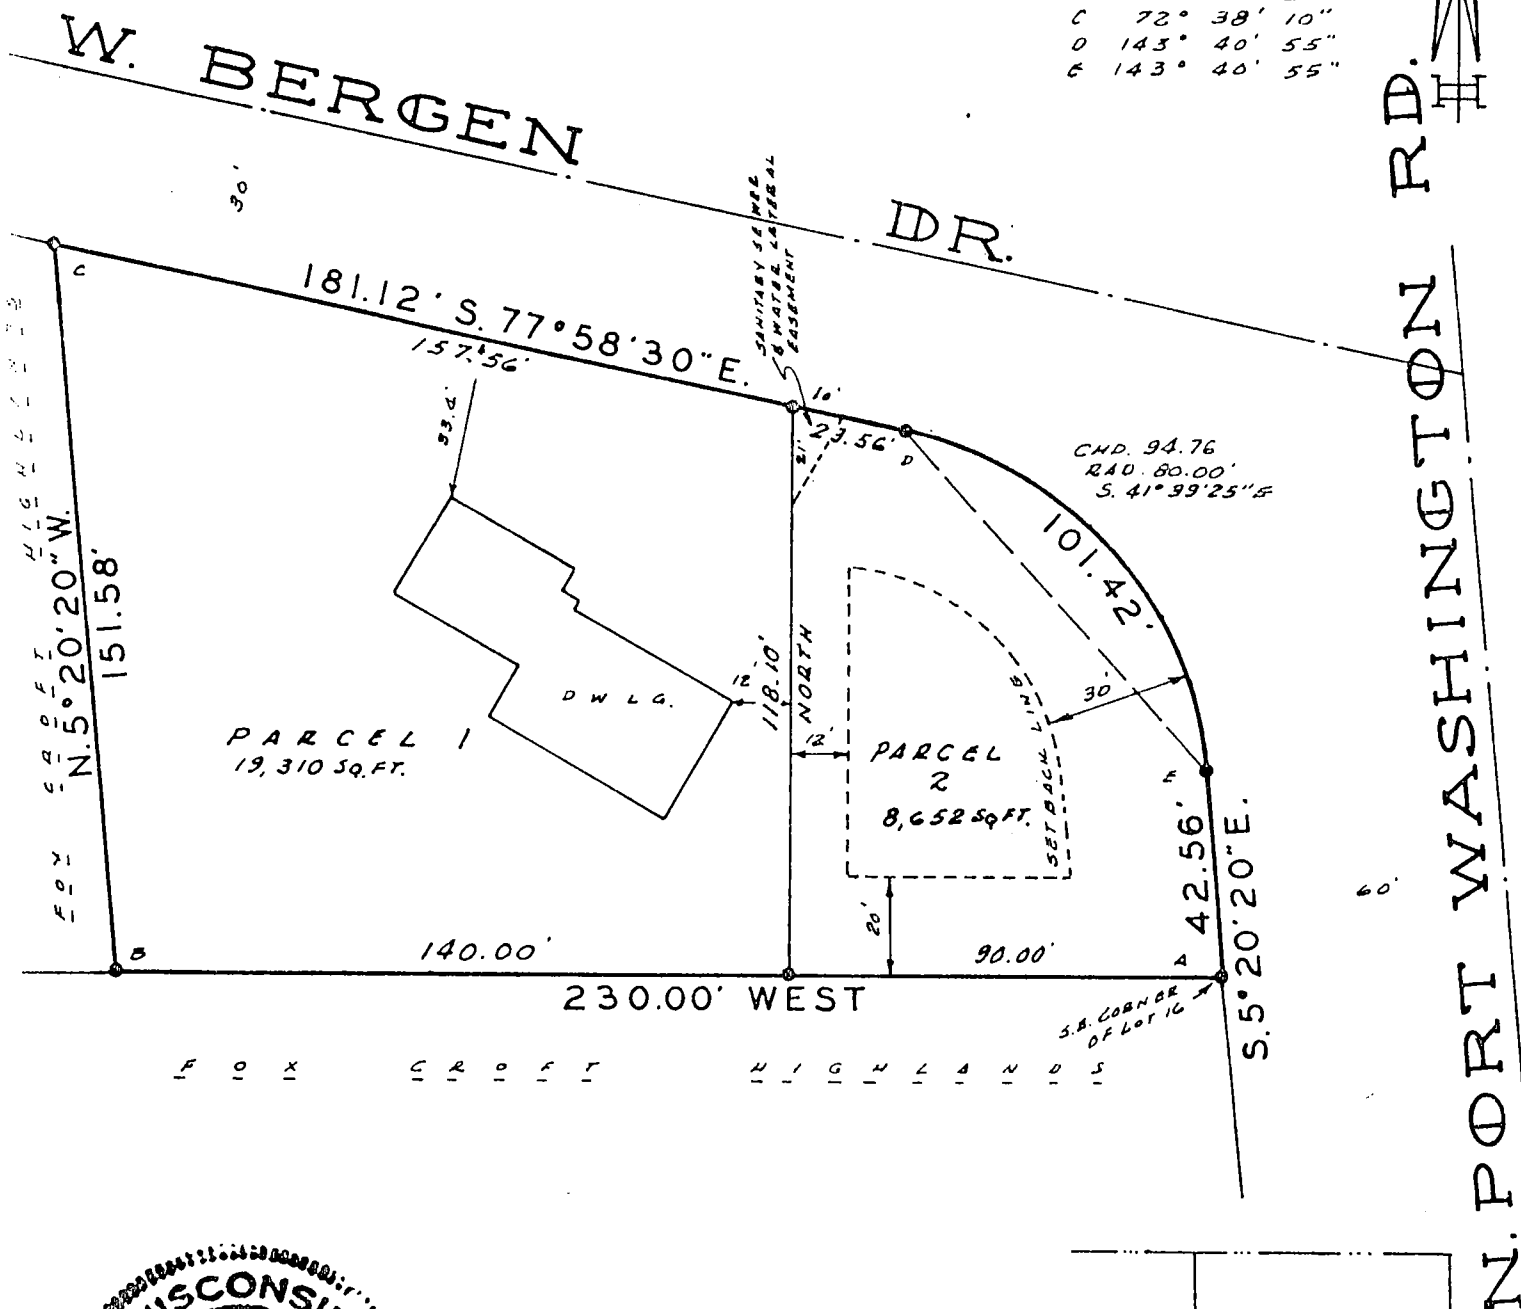 C 72° 38' 10"
D 143° 40' 55"
E 143° 40' 55"
W. BERGEN DR.
30'
SANITARY SEWER
& WATER LATERAL
EASEMENT
C
181.12' S. 77°58'30"E.
157.56'
10'
23.56'
21'
D
33.4'
CHD. 94.76
RAD. 80.00'
S. 41°39'25"E
101.42'
N. 5°20'20"W.
151.58'
FOX CROFT HIGHLANDS
DWLG.
12'
118.10'
NORTH
12'
30'
SETBACK LINE
PARCEL 1
19,310 SQ.FT.
PARCEL
2
8,652 SQ FT.
E
42.56'
S. 5°20'20"E.
60'
20'
B
140.00'
90.00'
A
230.00' WEST
S.E. CORNER
OF LOT 16
FOX CROFT HIGHLANDS
N. PORT WASHINGTON RD.